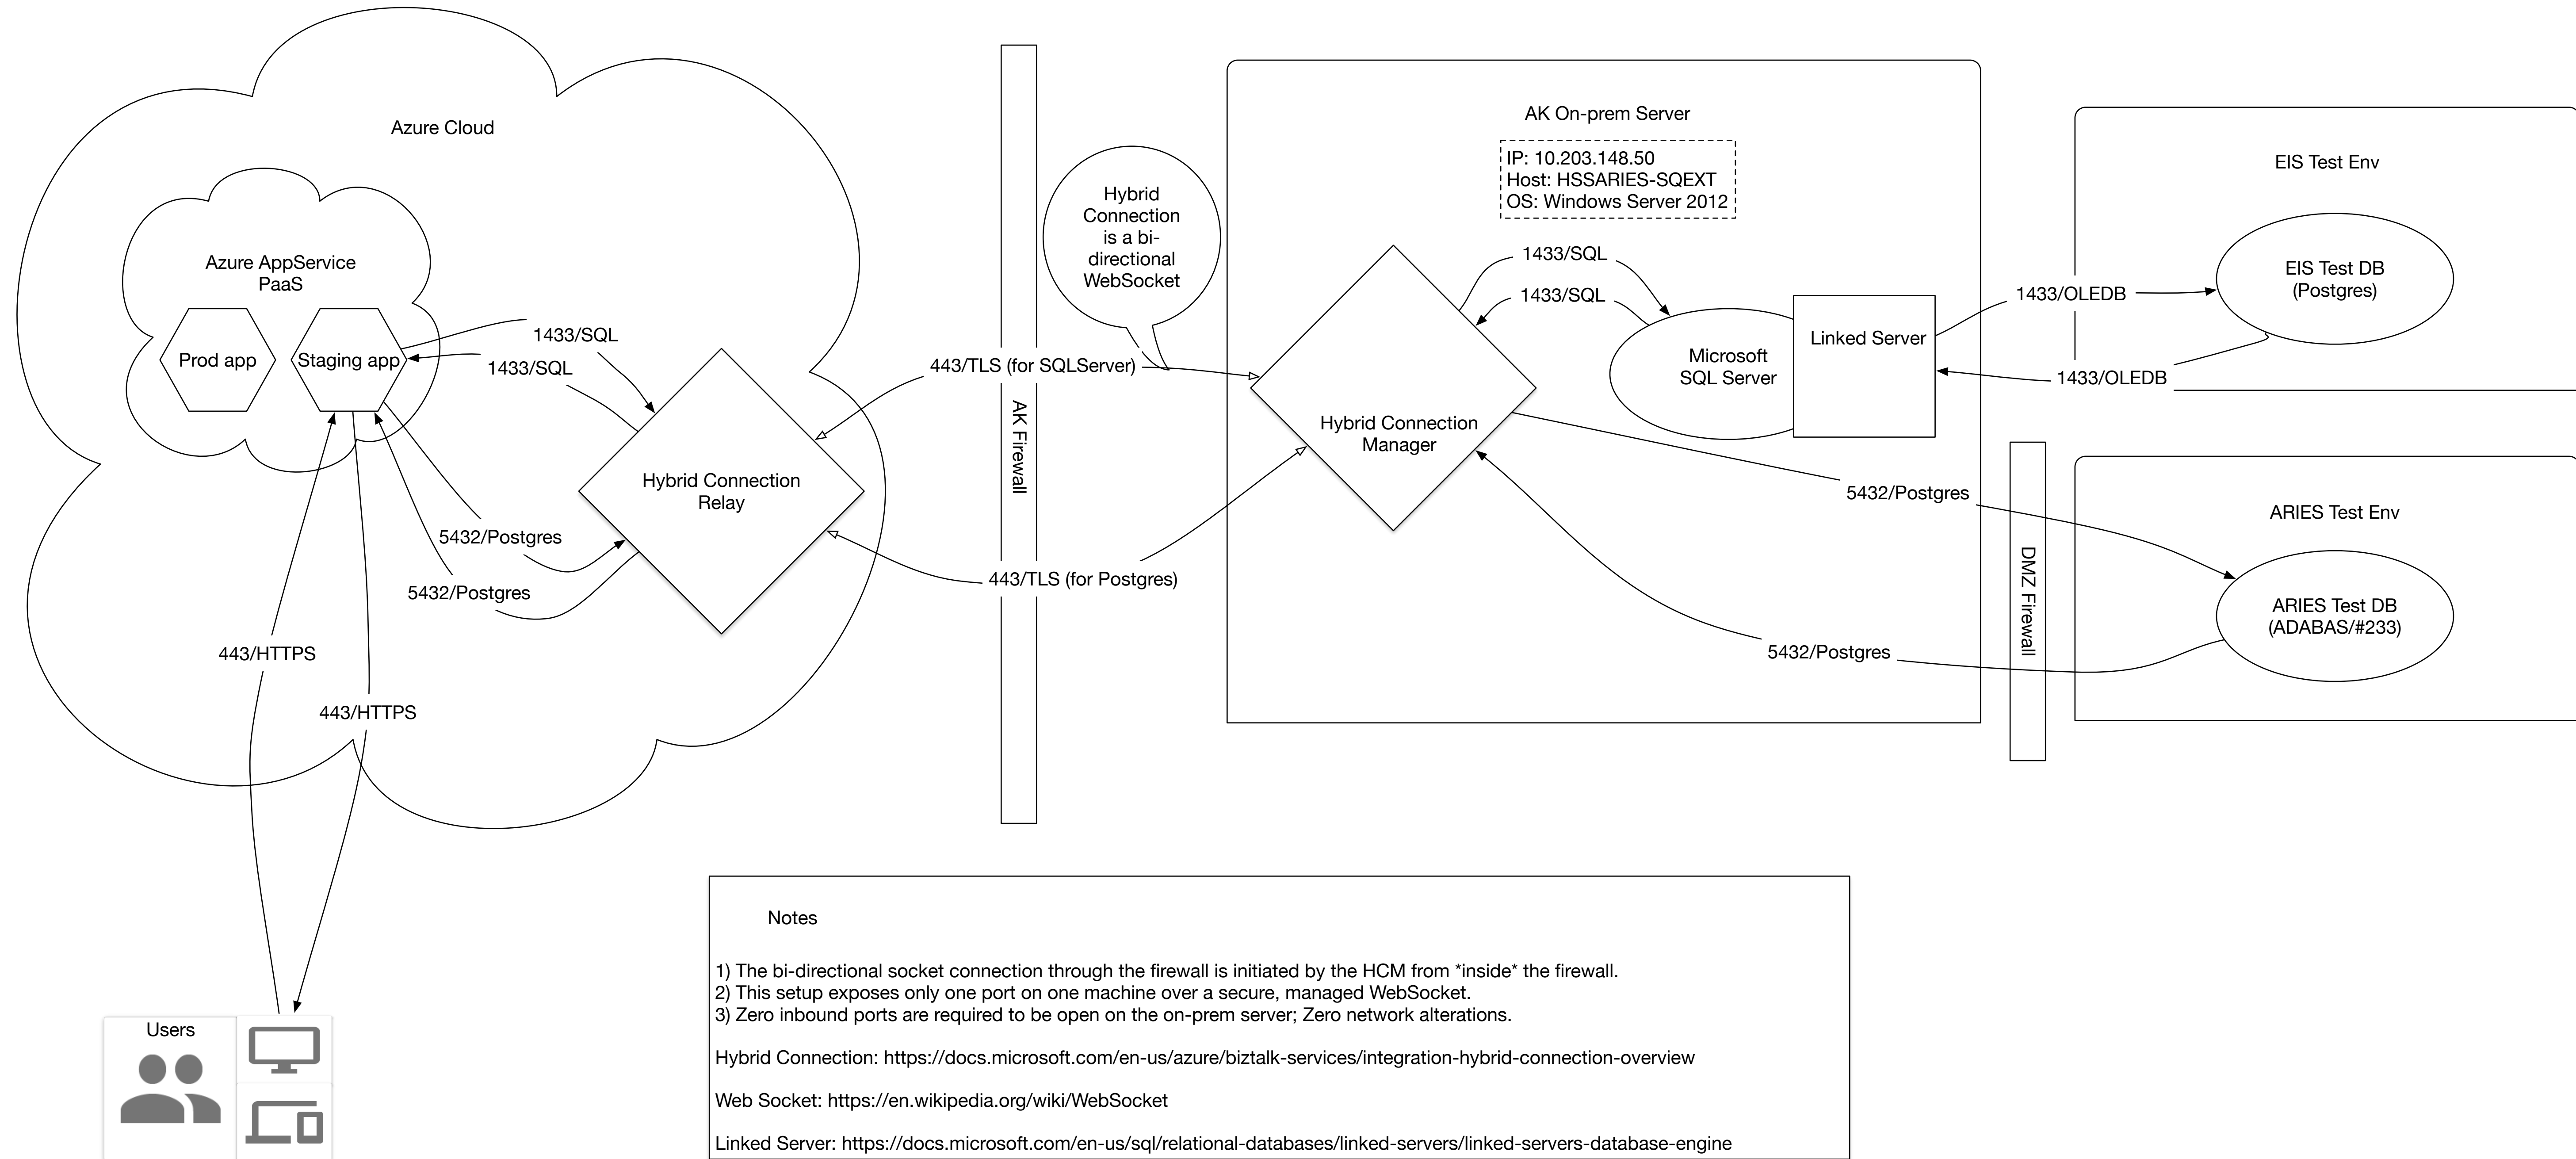 Azure Cloud
Azure AppService
PaaS
Prod app
Staging app
1433/SQL
1433/SQL
5432/Postgres
5432/Postgres
443/HTTPS
443/HTTPS
Hybrid Connection
Relay
Users
443/TLS (for SQLServer)
AK Firewall
443/TLS (for Postgres)
Hybrid
Connection
is a bi-
directional
WebSocket
AK On-prem Server
IP: 10.203.148.50
Host: HSSARIES-SQEXT
OS: Windows Server 2012
1433/SQL
1433/SQL
Hybrid Connection
Manager
Microsoft
SQL Server
Linked Server
5432/Postgres
5432/Postgres
1433/OLEDB
1433/OLEDB
DMZ Firewall
EIS Test Env
EIS Test DB
(Postgres)
ARIES Test Env
ARIES Test DB
(ADABAS/#233)
Notes
1) The bi-directional socket connection through the firewall is initiated by the HCM from *inside* the firewall.
2) This setup exposes only one port on one machine over a secure, managed WebSocket.
3) Zero inbound ports are required to be open on the on-prem server; Zero network alterations.
Hybrid Connection: https://docs.microsoft.com/en-us/azure/biztalk-services/integration-hybrid-connection-overview
Web Socket: https://en.wikipedia.org/wiki/WebSocket
Linked Server: https://docs.microsoft.com/en-us/sql/relational-databases/linked-servers/linked-servers-database-engine